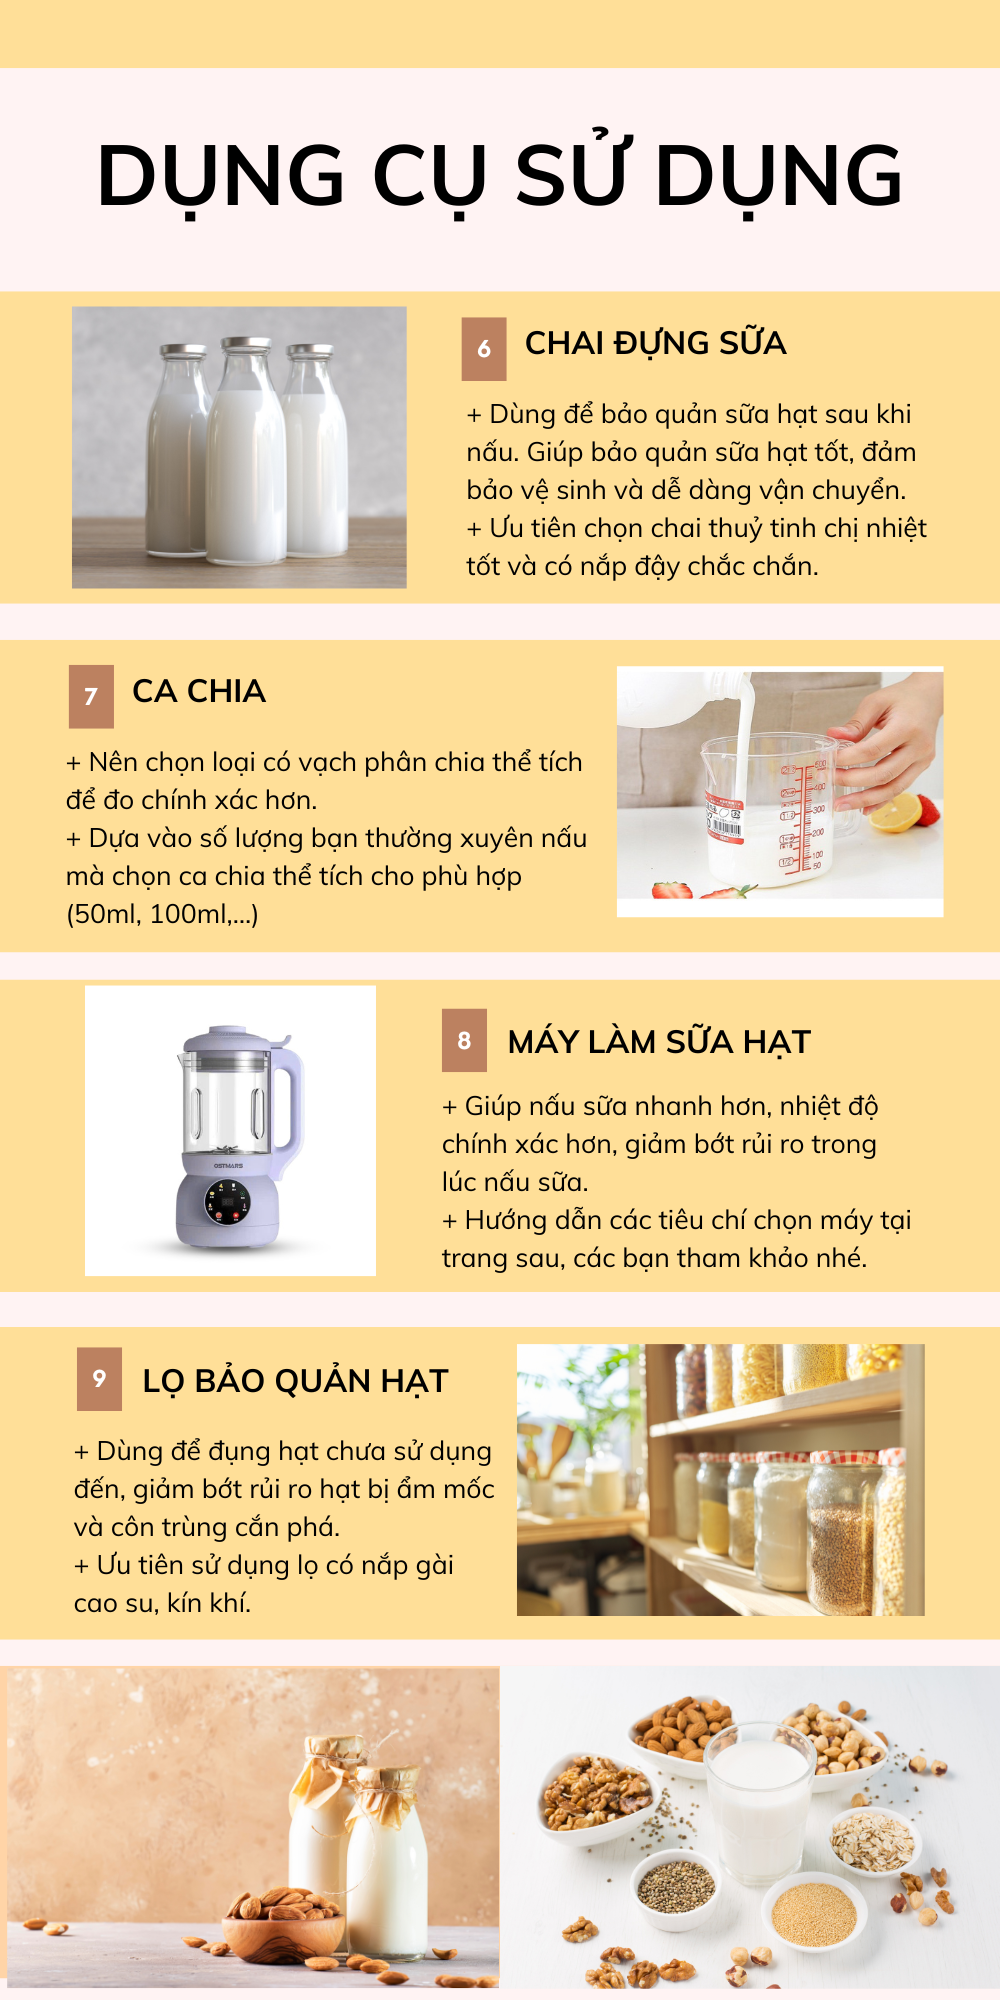 DỤNG CỤ SỬ DỤNG
6
CHAI ĐỰNG SỮA
+ Dùng để bảo quản sữa hạt sau khi
nấu. Giúp bảo quản sữa hạt tốt, đảm
bảo vệ sinh và dễ dàng vận chuyển.
+ Ưu tiên chọn chai thuỷ tinh chị nhiệt
tốt và có nắp đậy chắc chắn.
7
CA CHIA
+ Nên chọn loại có vạch phân chia thể tích
để đo chính xác hơn.
+ Dựa vào số lượng bạn thường xuyên nấu
mà chọn ca chia thể tích cho phù hợp
(50ml, 100ml,...)
500
400
300
200
100
50
8
MÁY LÀM SỮA HẠT
+ Giúp nấu sữa nhanh hơn, nhiệt độ
chính xác hơn, giảm bớt rủi ro trong
lúc nấu sữa.
+ Hướng dẫn các tiêu chí chọn máy tại
trang sau, các bạn tham khảo nhé.
OSTMARS
9
LỌ BẢO QUẢN HẠT
+ Dùng để đụng hạt chưa sử dụng
đến, giảm bớt rủi ro hạt bị ẩm mốc
và côn trùng cắn phá.
+ Ưu tiên sử dụng lọ có nắp gài
cao su, kín khí.